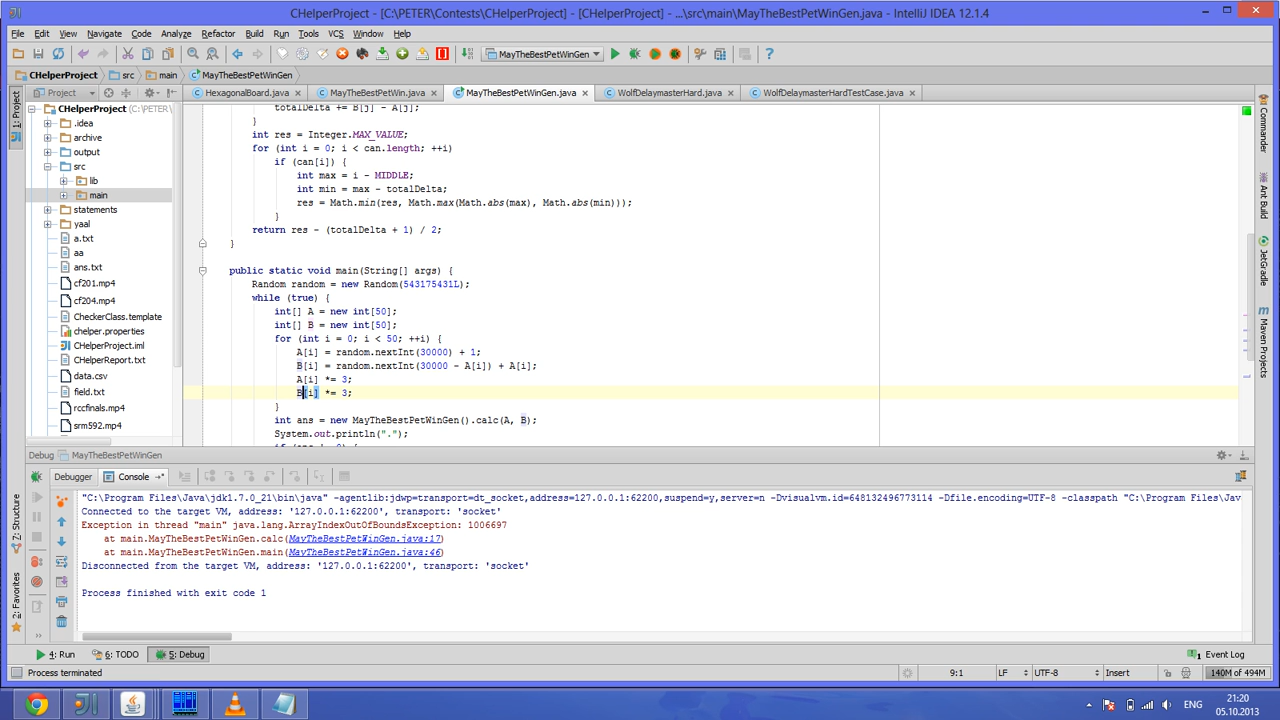 CHelperProject - [C:\PETER\Contests\CHelperProject] - [CHelperProject] - ...\src\main\MayTheBestPetWinGen.java - IntelliJ IDEA 12.1.4
File Edit View Navigate Code Analyze Refactor Build Run Tools VCS Window Help
MayTheBestPetWinGen
CHelperProject src main MayTheBestPetWinGen
Project
HexagonalBoard.java MayTheBestPetWin.java MayTheBestPetWinGen.java WolfDelaymasterHard.java WolfDelaymasterHardTestCase.java
1: Project
Z: Structure
2: Favorites
CHelperProject (C:\PETER\
.idea
archive
output
src
lib
main
statements
yaal
a.txt
aa
ans.txt
cf201.mp4
cf204.mp4
CheckerClass.template
chelper.properties
CHelperProject.iml
CHelperReport.txt
data.csv
field.txt
rccfinals.mp4
srm592.mp4
totalDelta += B[j] - A[j];
}
int res = Integer.MAX_VALUE;
for (int i = 0; i < can.length; ++i)
if (can[i]) {
int max = i - MIDDLE;
int min = max - totalDelta;
res = Math.min(res, Math.max(Math.abs(max), Math.abs(min)));
}
return res - (totalDelta + 1) / 2;
}
public static void main(String[] args) {
Random random = new Random(543175431L);
while (true) {
int[] A = new int[50];
int[] B = new int[50];
for (int i = 0; i < 50; ++i) {
A[i] = random.nextInt(30000) + 1;
B[i] = random.nextInt(30000 - A[i]) + A[i];
A[i] *= 3;
B[i] *= 3;
}
int ans = new MayTheBestPetWinGen().calc(A, B);
System.out.println(".");
Commander
Ant Build
JetGradle
Maven Projects
Debug MayTheBestPetWinGen
Debugger Console
"C:\Program Files\Java\jdk1.7.0_21\bin\java" -agentlib:jdwp=transport=dt_socket,address=127.0.0.1:62200,suspend=y,server=n -Dvisualvm.id=648132496773114 -Dfile.encoding=UTF-8 -classpath "C:\Program Files\Jav
Connected to the target VM, address: '127.0.0.1:62200', transport: 'socket'
Exception in thread "main" java.lang.ArrayIndexOutOfBoundsException: 1006697
at main.MayTheBestPetWinGen.calc(MayTheBestPetWinGen.java:17)
at main.MayTheBestPetWinGen.main(MayTheBestPetWinGen.java:46)
Disconnected from the target VM, address: '127.0.0.1:62200', transport: 'socket'
Process finished with exit code 1
4: Run 6: TODO 5: Debug Event Log
Process terminated 9:1 LF UTF-8 Insert 140M of 494M
ENG
21:20
05.10.2013